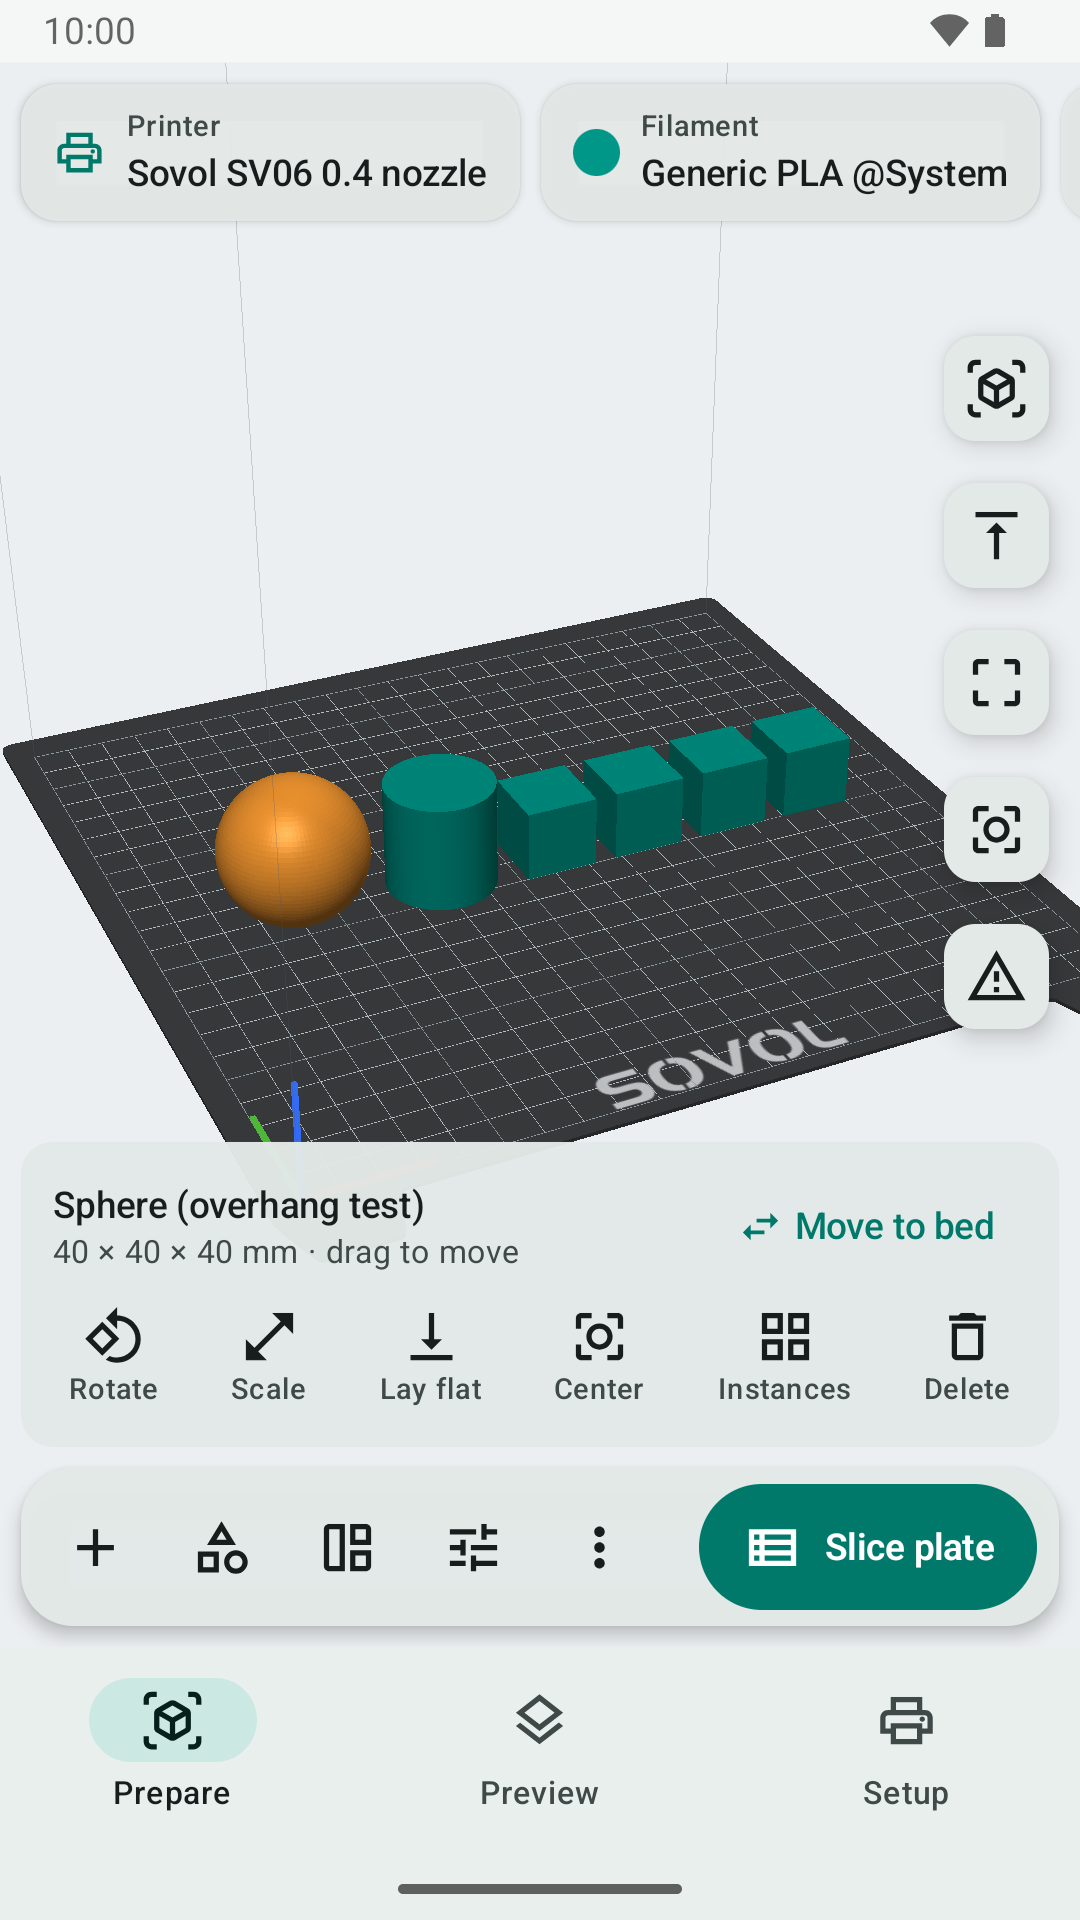 10:00
Printer
Sovol SV06 0.4 nozzle
Filament
Generic PLA @System
SOVOL
Sphere (overhang test)
40 × 40 × 40 mm · drag to move
Move to bed
Rotate
Scale
Lay flat
Center
Instances
Delete
Slice plate
Prepare
Preview
Setup